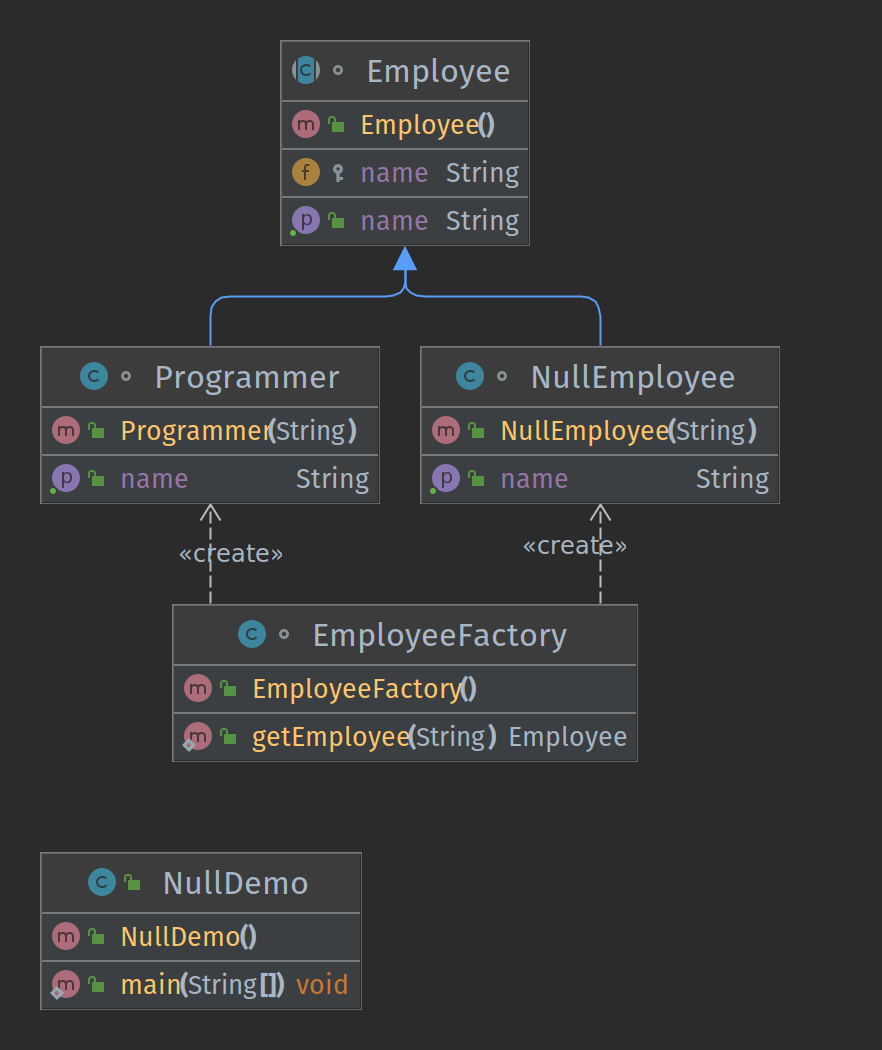 Employee
Employee()
name String
name String
Programmer
Programmer(String)
name String
NullEmployee
NullEmployee(String)
name String
«create»
«create»
EmployeeFactory
EmployeeFactory()
getEmployee(String) Employee
NullDemo
NullDemo()
main(String[]) void